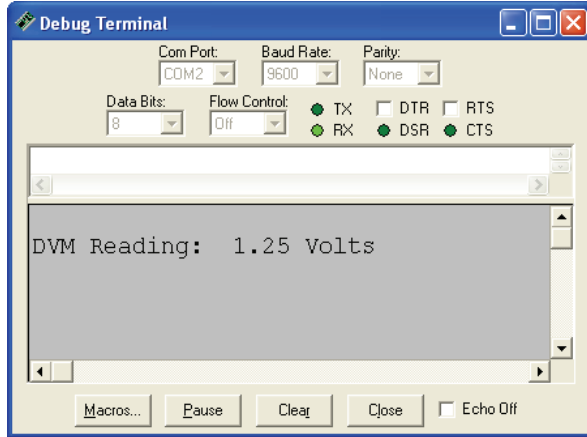 Debug Terminal
Com Port: Baud Rate: Parity:
COM2 9600 None
Data Bits: Flow Control: TX DTR RTS
8 Off RX DSR CTS
DVM Reading:  1.25 Volts
Macros... Pause Clear Close Echo Off